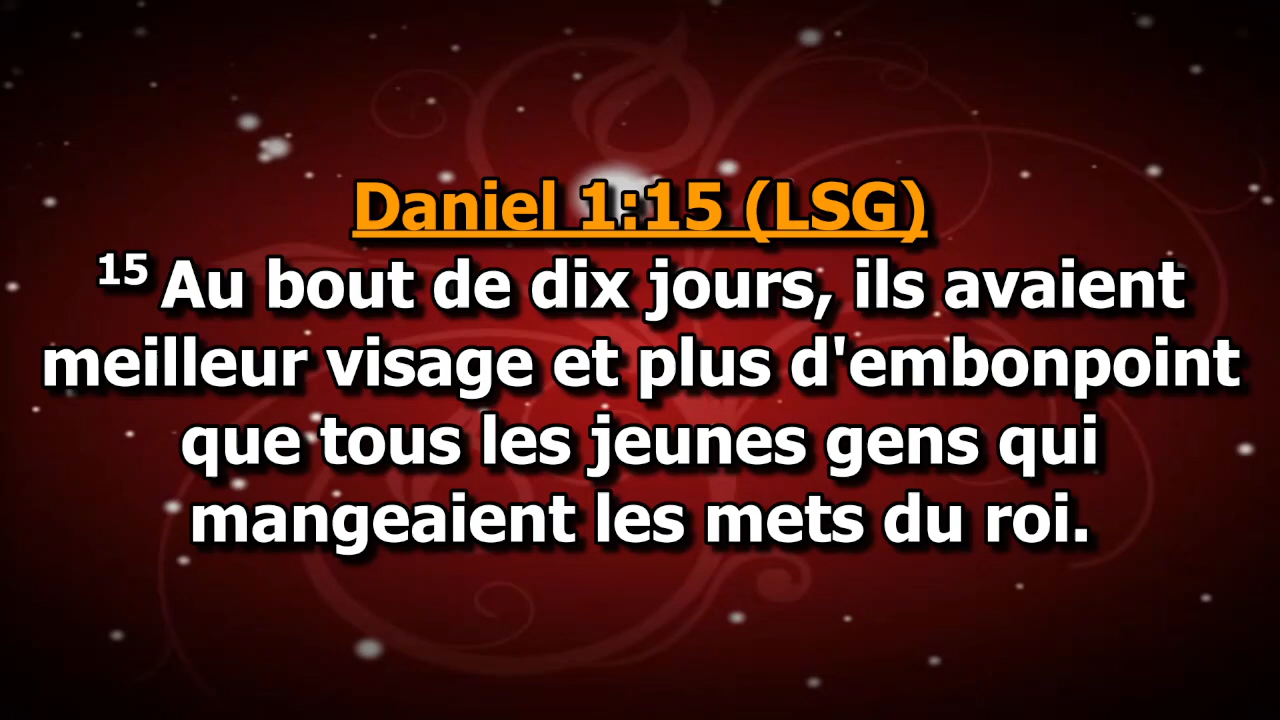 Daniel 1:15 (LSG)
15 Au bout de dix jours, ils avaient
meilleur visage et plus d'embonpoint
que tous les jeunes gens qui
mangeaient les mets du roi.